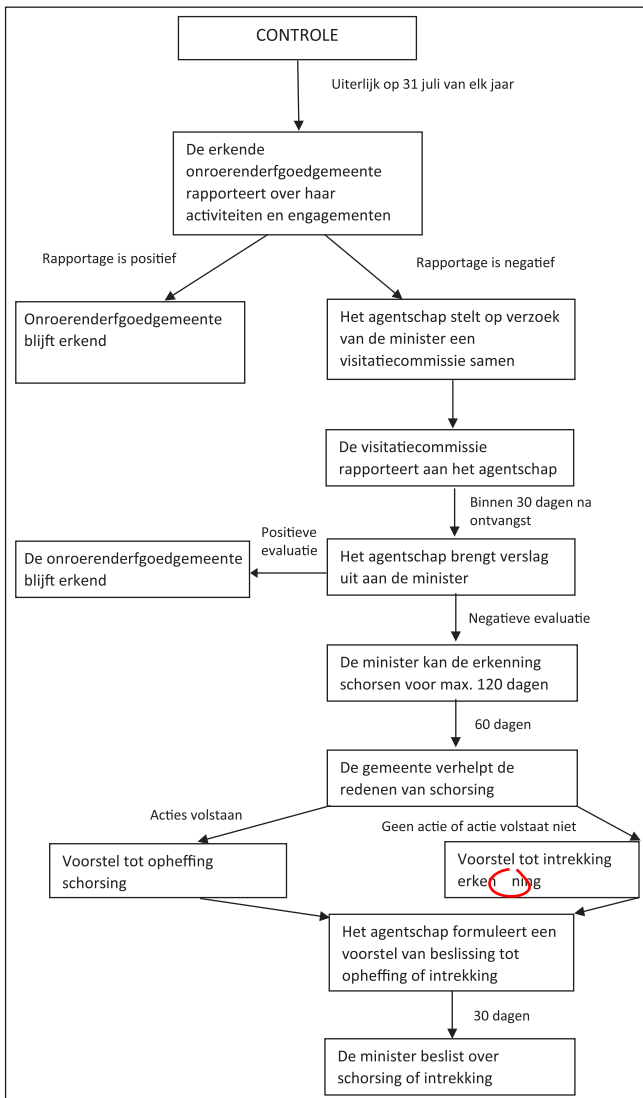 CONTROLE
Uiterlijk op 31 juli van elk jaar
De erkende
onroerenderfgoedgemeente
rapporteert over haar
activiteiten en engagementen
Rapportage is positief
Rapportage is negatief
Onroerenderfgoedgemeente
blijft erkend
Het agentschap stelt op verzoek
van de minister een
visitatiecommissie samen
De visitatiecommissie
rapporteert aan het agentschap
Binnen 30 dagen na
ontvangst
Positieve
evaluatie
De onroerenderfgoedgemeente
blijft erkend
Het agentschap brengt verslag
uit aan de minister
Negatieve evaluatie
De minister kan de erkenning
schorsen voor max. 120 dagen
60 dagen
De gemeente verhelpt de
redenen van schorsing
Acties volstaan
Geen actie of actie volstaat niet
Voorstel tot opheffing
schorsing
Voorstel tot intrekking
erken ning
Het agentschap formuleert een
voorstel van beslissing tot
opheffing of intrekking
30 dagen
De minister beslist over
schorsing of intrekking